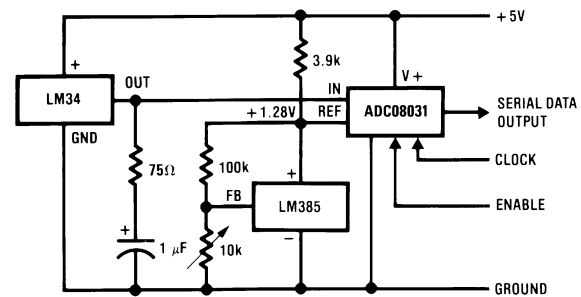 +5V
3.9k
+
OUT
IN
V+
LM34
ADC08031
SERIAL DATA
OUTPUT
+1.28V
REF
GND
CLOCK
75Ω
100k
+
FB
LM385
ENABLE
+
1 µF
10k
−
GROUND